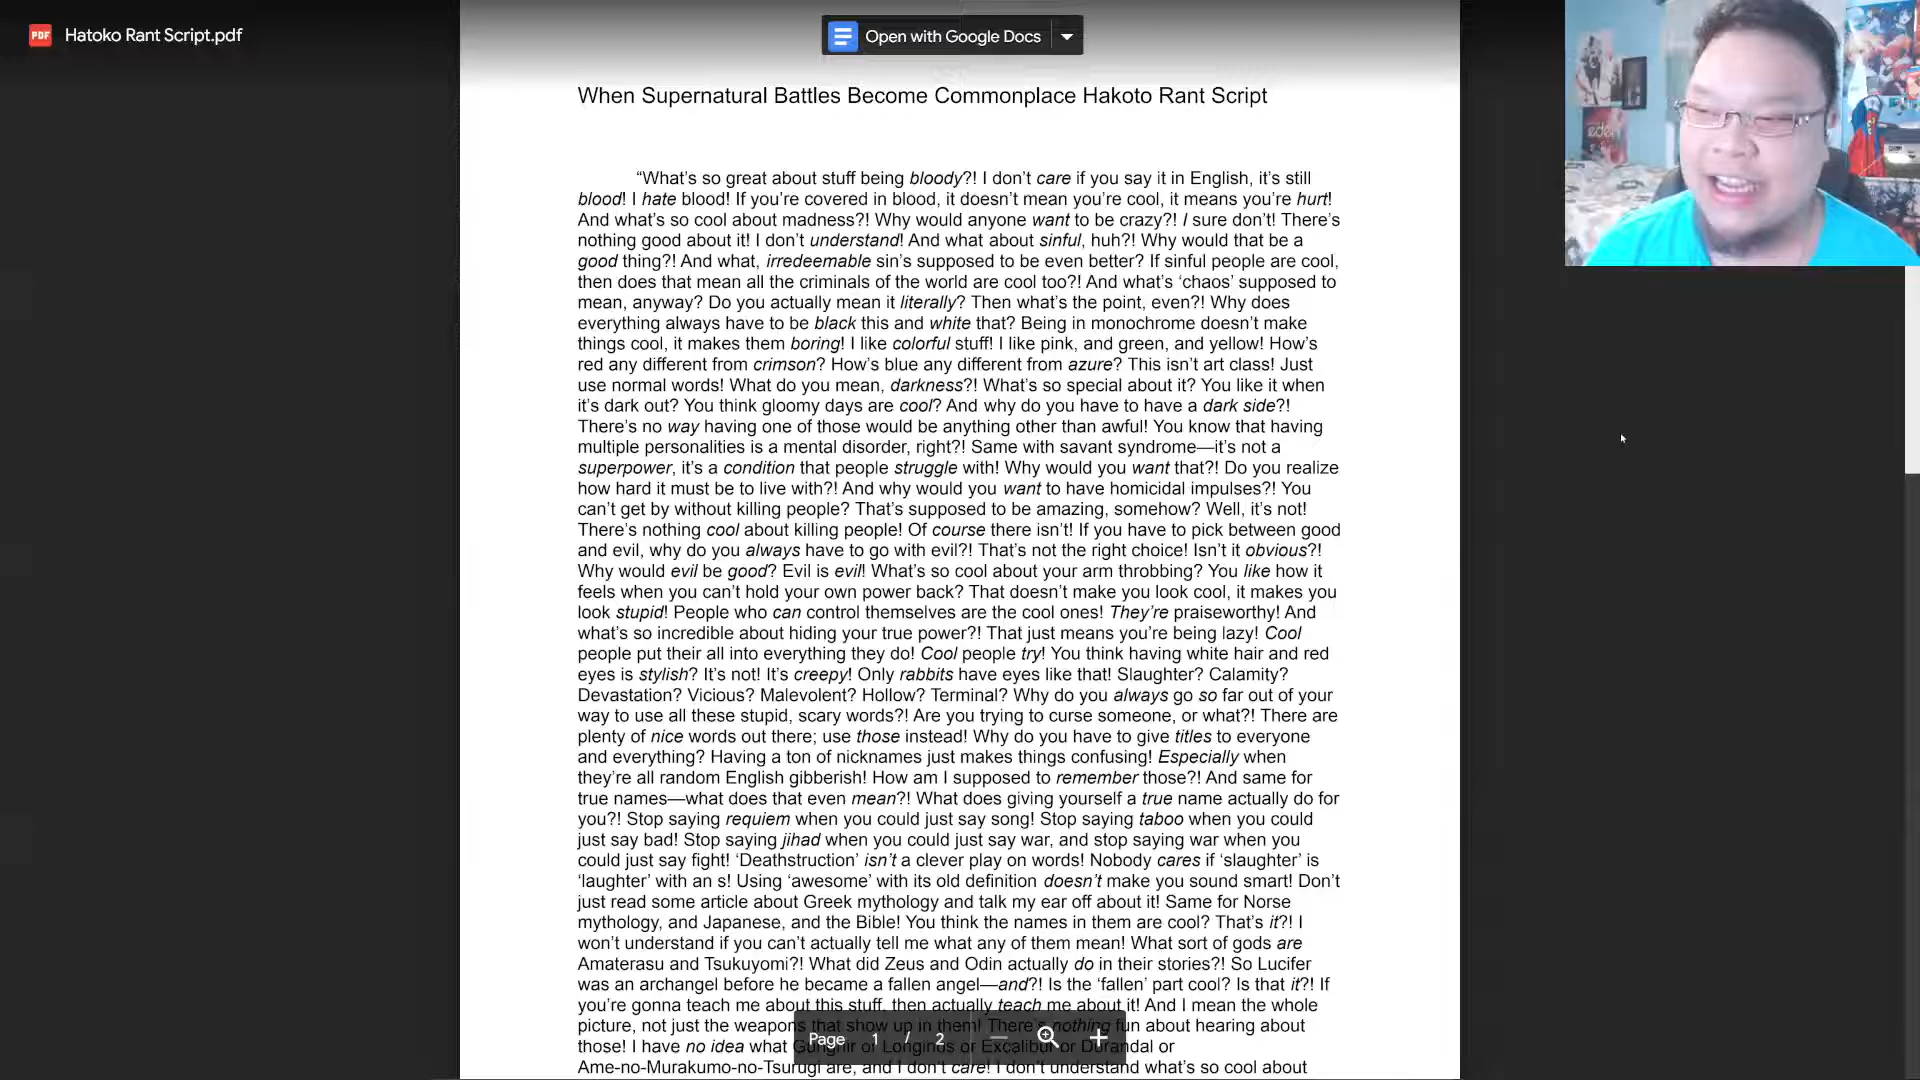 Hatoko Rant Script.pdf
PDF
Open with Google Docs
When Supernatural Battles Become Commonplace Hakoto Rant Script
“What’s so great about stuff being bloody?! I don’t care if you say it in English, it’s still
blood! I hate blood! If you’re covered in blood, it doesn’t mean you’re cool, it means you’re hurt!
And what’s so cool about madness?! Why would anyone want to be crazy?! I sure don’t! There’s
nothing good about it! I don’t understand! And what about sinful, huh?! Why would that be a
good thing?! And what, irredeemable sin’s supposed to be even better? If sinful people are cool,
then does that mean all the criminals of the world are cool too?! And what’s ‘chaos’ supposed to
mean, anyway? Do you actually mean it literally? Then what’s the point, even?! Why does
everything always have to be black this and white that? Being in monochrome doesn’t make
things cool, it makes them boring! I like colorful stuff! I like pink, and green, and yellow! How’s
red any different from crimson? How’s blue any different from azure? This isn’t art class! Just
use normal words! What do you mean, darkness?! What’s so special about it? You like it when
it’s dark out? You think gloomy days are cool? And why do you have to have a dark side?!
There’s no way having one of those would be anything other than awful! You know that having
multiple personalities is a mental disorder, right?! Same with savant syndrome—it’s not a
superpower, it’s a condition that people struggle with! Why would you want that?! Do you realize
how hard it must be to live with?! And why would you want to have homicidal impulses?! You
can’t get by without killing people? That’s supposed to be amazing, somehow? Well, it’s not!
There’s nothing cool about killing people! Of course there isn’t! If you have to pick between good
and evil, why do you always have to go with evil?! That’s not the right choice! Isn’t it obvious?!
Why would evil be good? Evil is evil! What’s so cool about your arm throbbing? You like how it
feels when you can’t hold your own power back? That doesn’t make you look cool, it makes you
look stupid! People who can control themselves are the cool ones! They’re praiseworthy! And
what’s so incredible about hiding your true power?! That just means you’re being lazy! Cool
people put their all into everything they do! Cool people try! You think having white hair and red
eyes is stylish? It’s not! It’s creepy! Only rabbits have eyes like that! Slaughter? Calamity?
Devastation? Vicious? Malevolent? Hollow? Terminal? Why do you always go so far out of your
way to use all these stupid, scary words?! Are you trying to curse someone, or what?! There are
plenty of nice words out there; use those instead! Why do you have to give titles to everyone
and everything? Having a ton of nicknames just makes things confusing! Especially when
they’re all random English gibberish! How am I supposed to remember those?! And same for
true names—what does that even mean?! What does giving yourself a true name actually do for
you?! Stop saying requiem when you could just say song! Stop saying taboo when you could
just say bad! Stop saying jihad when you could just say war, and stop saying war when you
could just say fight! ‘Deathstruction’ isn’t a clever play on words! Nobody cares if ‘slaughter’ is
‘laughter’ with an s! Using ‘awesome’ with its old definition doesn’t make you sound smart! Don’t
just read some article about Greek mythology and talk my ear off about it! Same for Norse
mythology, and Japanese, and the Bible! You think the names in them are cool? That’s it?! I
won’t understand if you can’t actually tell me what any of them mean! What sort of gods are
Amaterasu and Tsukuyomi?! What did Zeus and Odin actually do in their stories?! So Lucifer
was an archangel before he became a fallen angel—and?! Is the ‘fallen’ part cool? Is that it?! If
you’re gonna teach me about this stuff, then actually teach me about it! And I mean the whole
picture, not just the weapons that show up in them! There’s nothing fun about hearing about
those! I have no idea what Gungnir or Longinus or Excalibur or Durandal or
Ame-no-Murakumo-no-Tsurugi are, and I don’t care! I don’t understand what’s so cool about
Page 1 / 2
eden